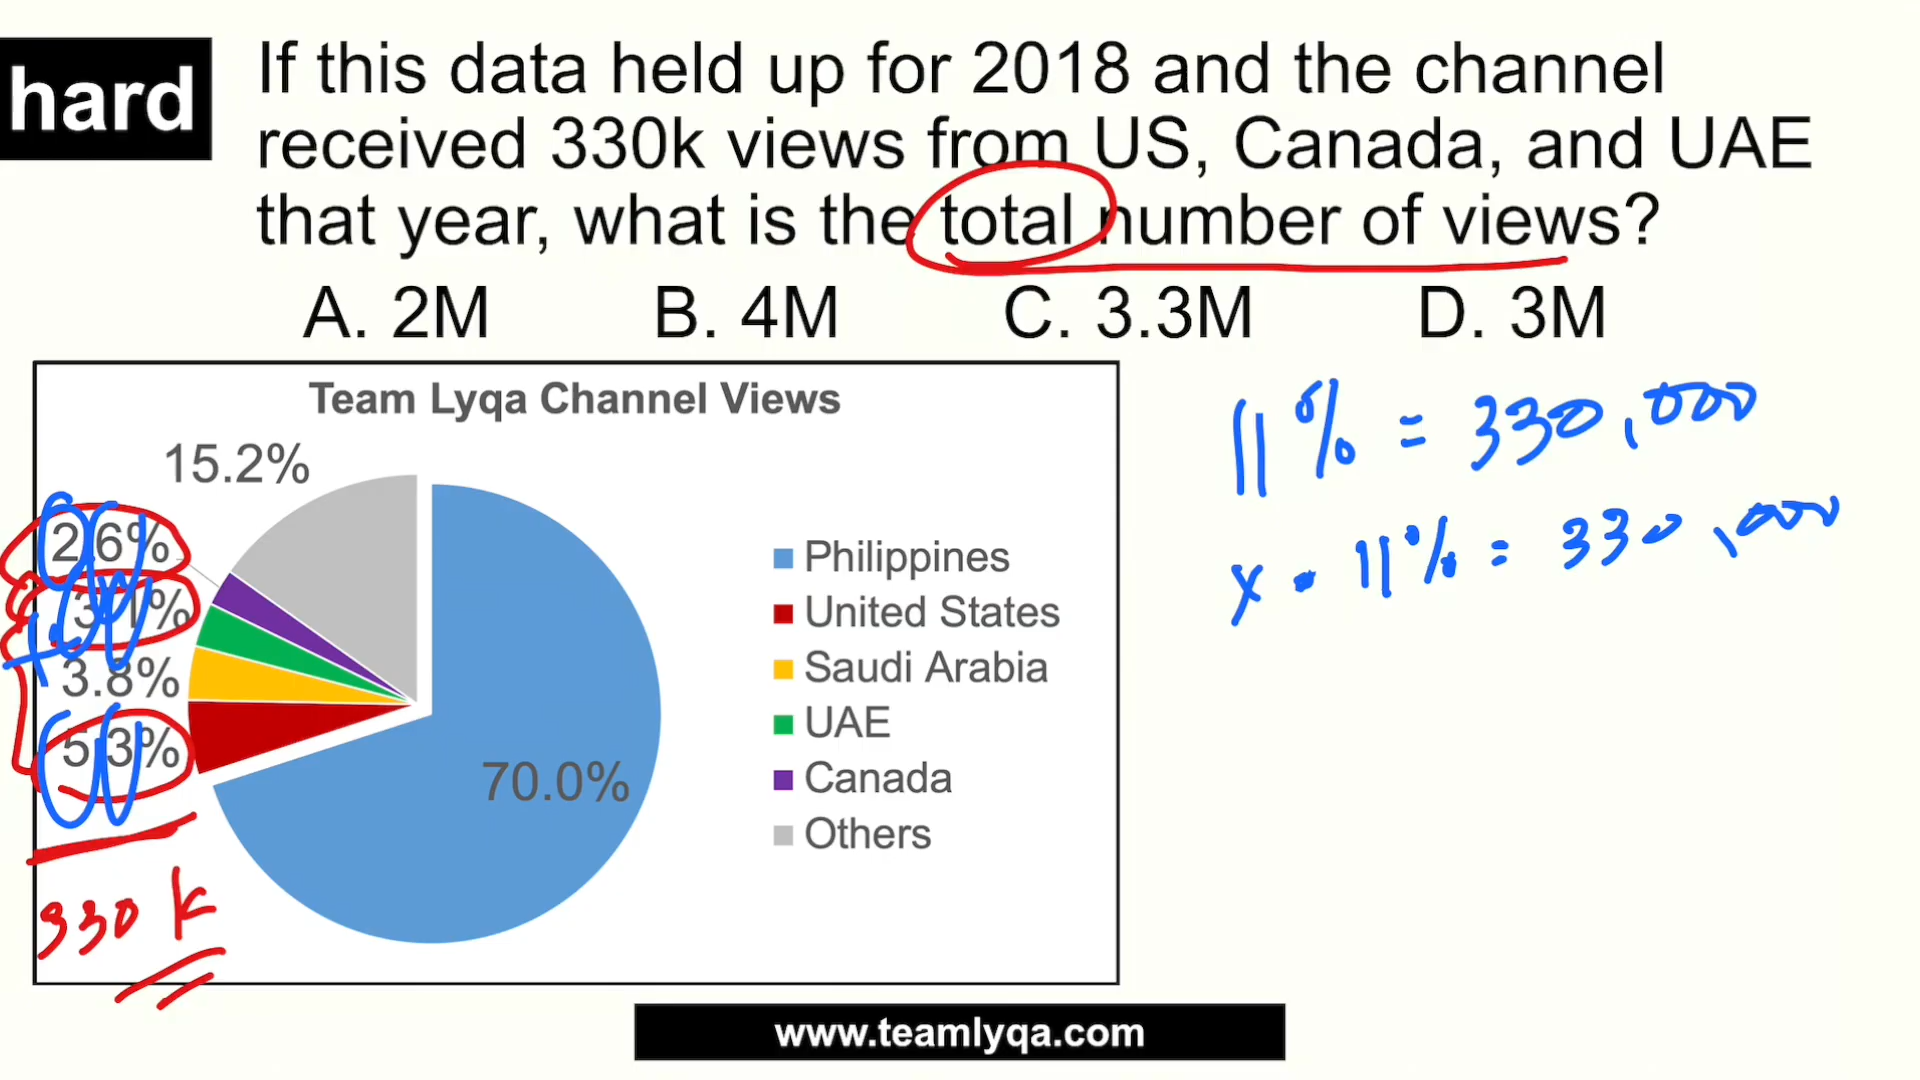 hard
If this data held up for 2018 and the channel
received 330k views from US, Canada, and UAE
that year, what is the total number of views?
A. 2M B. 4M C. 3.3M D. 3M
Team Lyqa Channel Views
15.2%
2.6%
3.1%
3.8%
5.3%
70.0%
Philippines
United States
Saudi Arabia
UAE
Canada
Others
330 k
11% = 330,000
x · 11% = 330,000
www.teamlyqa.com